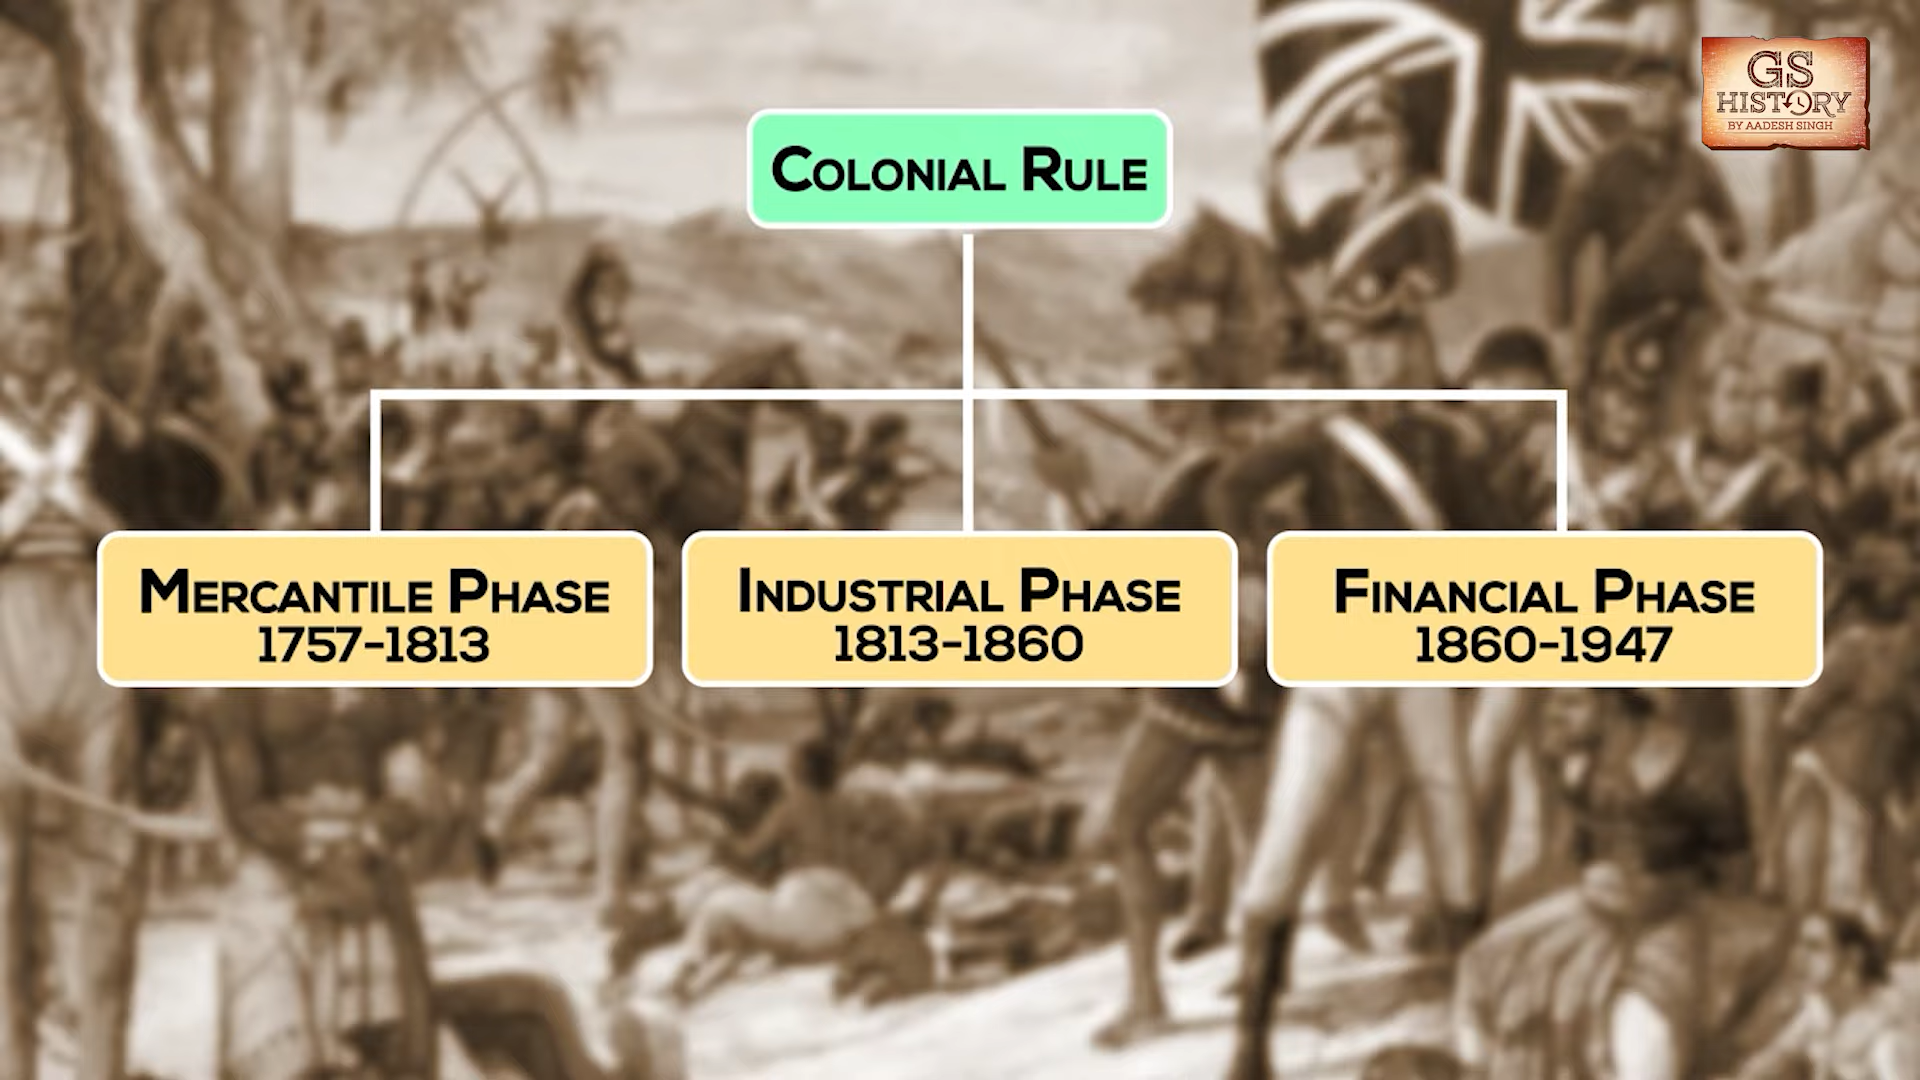 GS
HISTORY
BY AADESH SINGH
COLONIAL RULE
MERCANTILE PHASE
1757-1813
INDUSTRIAL PHASE
1813-1860
FINANCIAL PHASE
1860-1947